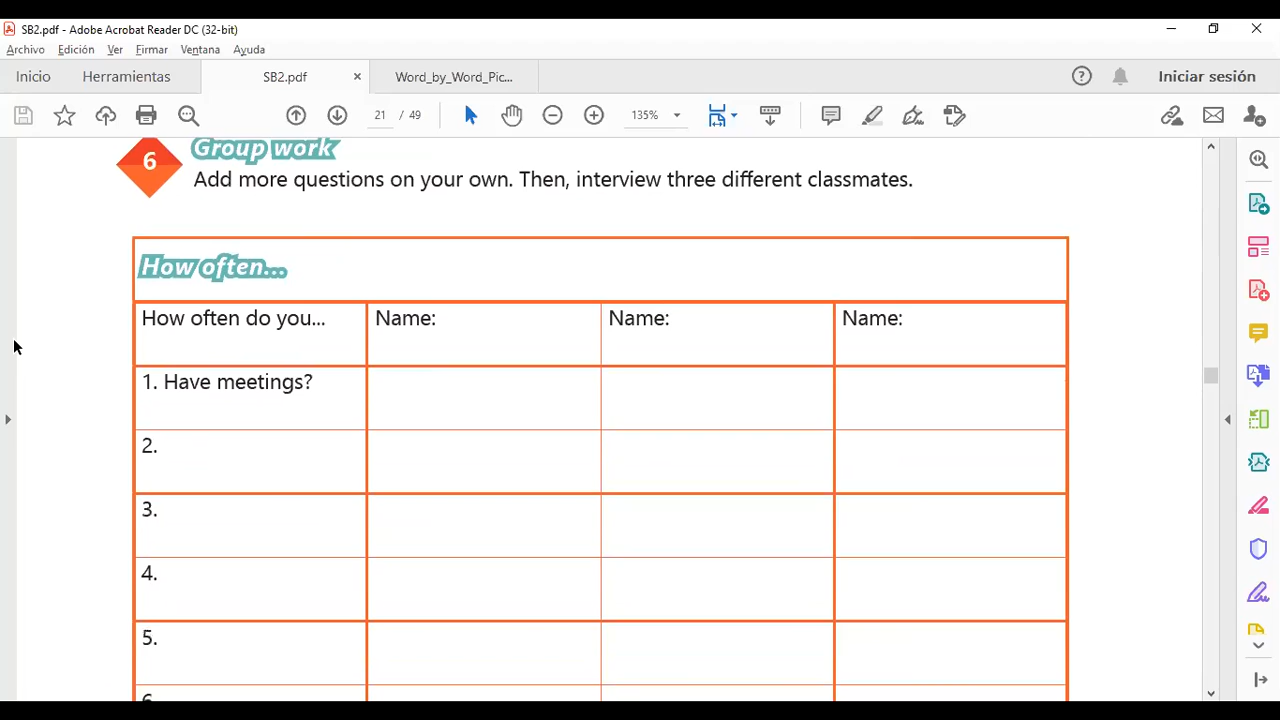 SB2.pdf - Adobe Acrobat Reader DC (32-bit)
Archivo Edición Ver Firmar Ventana Ayuda
Inicio Herramientas SB2.pdf Word_by_Word_Pic... Iniciar sesión
21 / 49 135%
6 Group work
Add more questions on your own. Then, interview three different classmates.
How often...
How often do you... Name: Name: Name:
1. Have meetings?
2.
3.
4.
5.